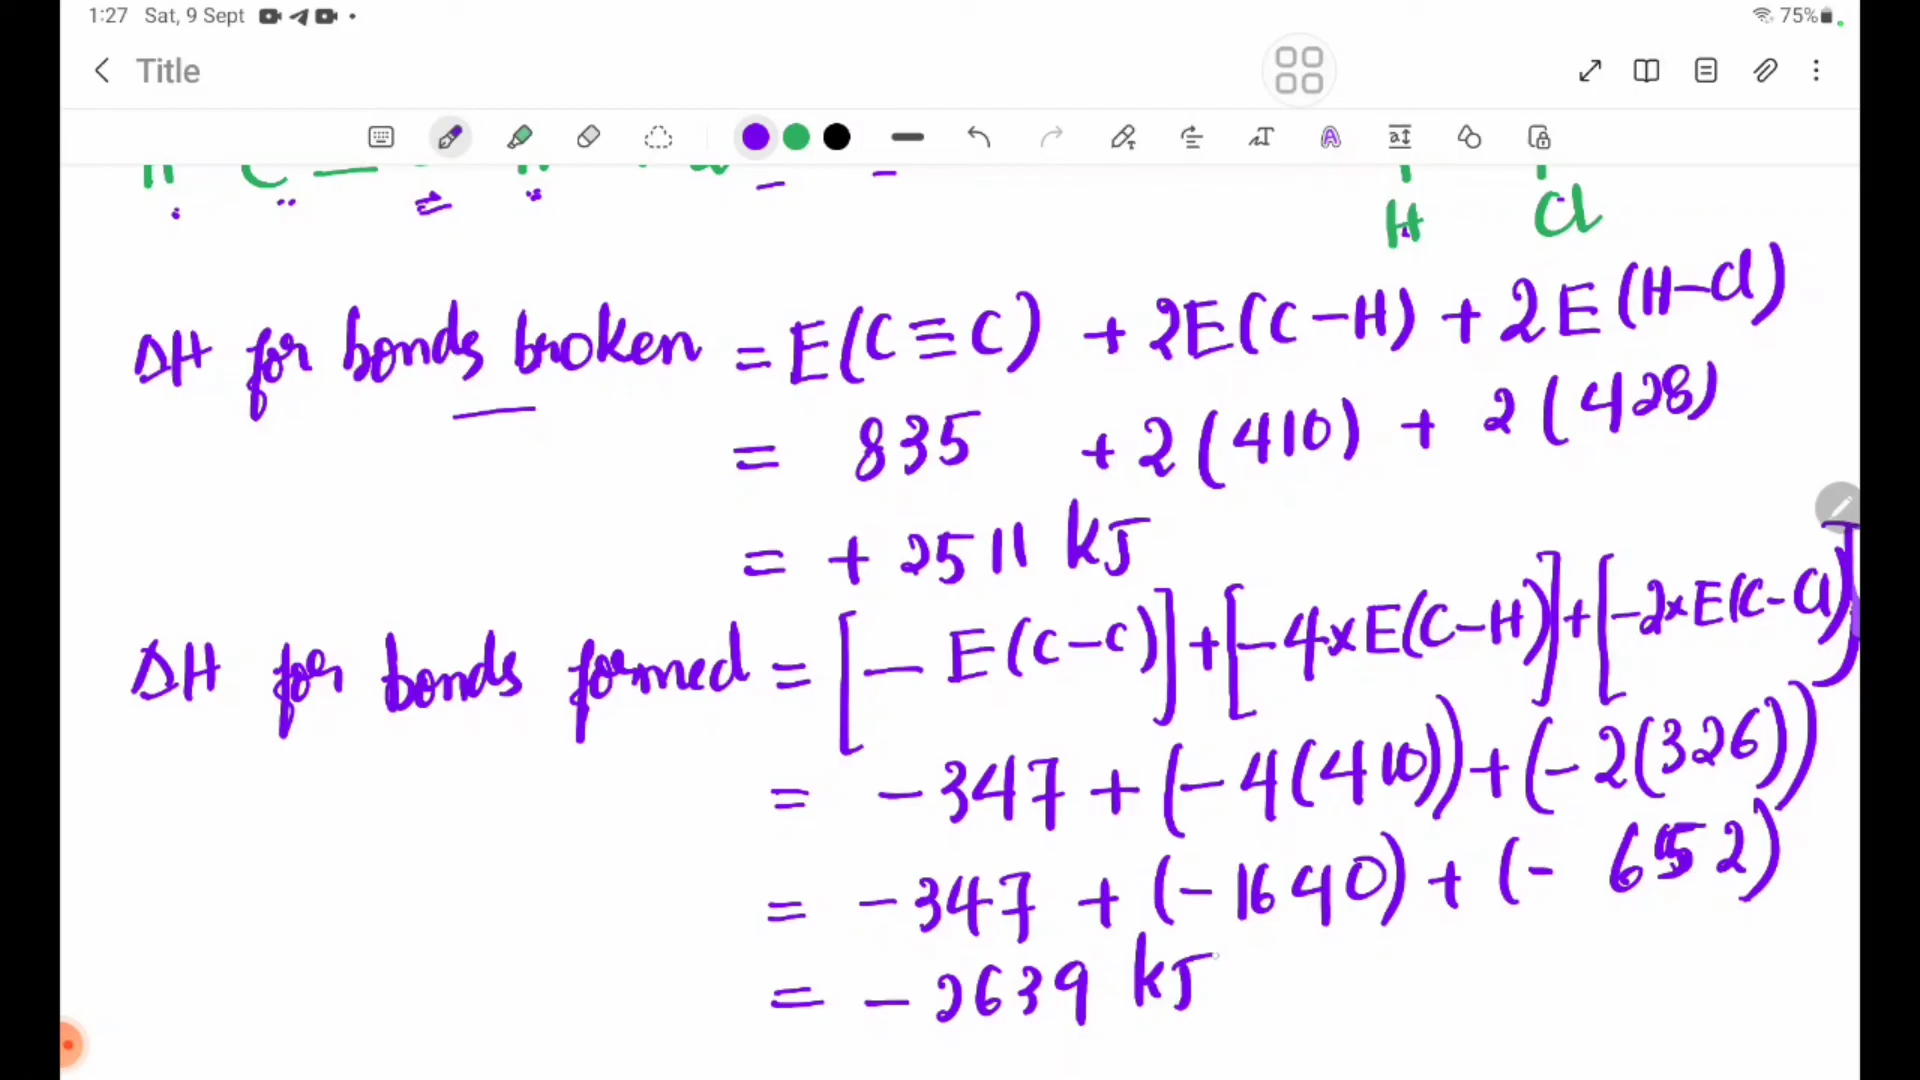 1:27 Sat, 9 Sept 75%
Title
H Cl
ΔH for bonds broken = E(C≡C) + 2E(C-H) + 2E(H-Cl)
= 835 + 2(410) + 2(428)
= + 2511 kJ
ΔH for bonds formed = [- E(C-C)] + [-4×E(C-H)] + [-2×E(C-Cl)]
= -347 + (-4(410)) + (-2(326))
= -347 + (-1640) + (- 652)
= -2639 kJ